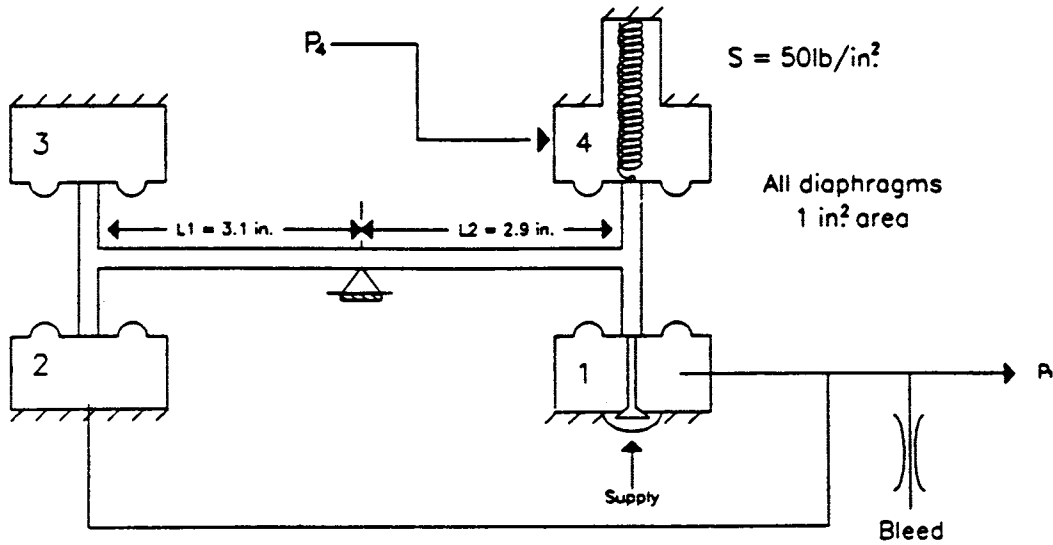 P₄
S = 50lb/in.²
3
4
All diaphragms
1 in.² area
L1 = 3.1 in.
L2 = 2.9 in.
2
1
P₁
Supply
Bleed